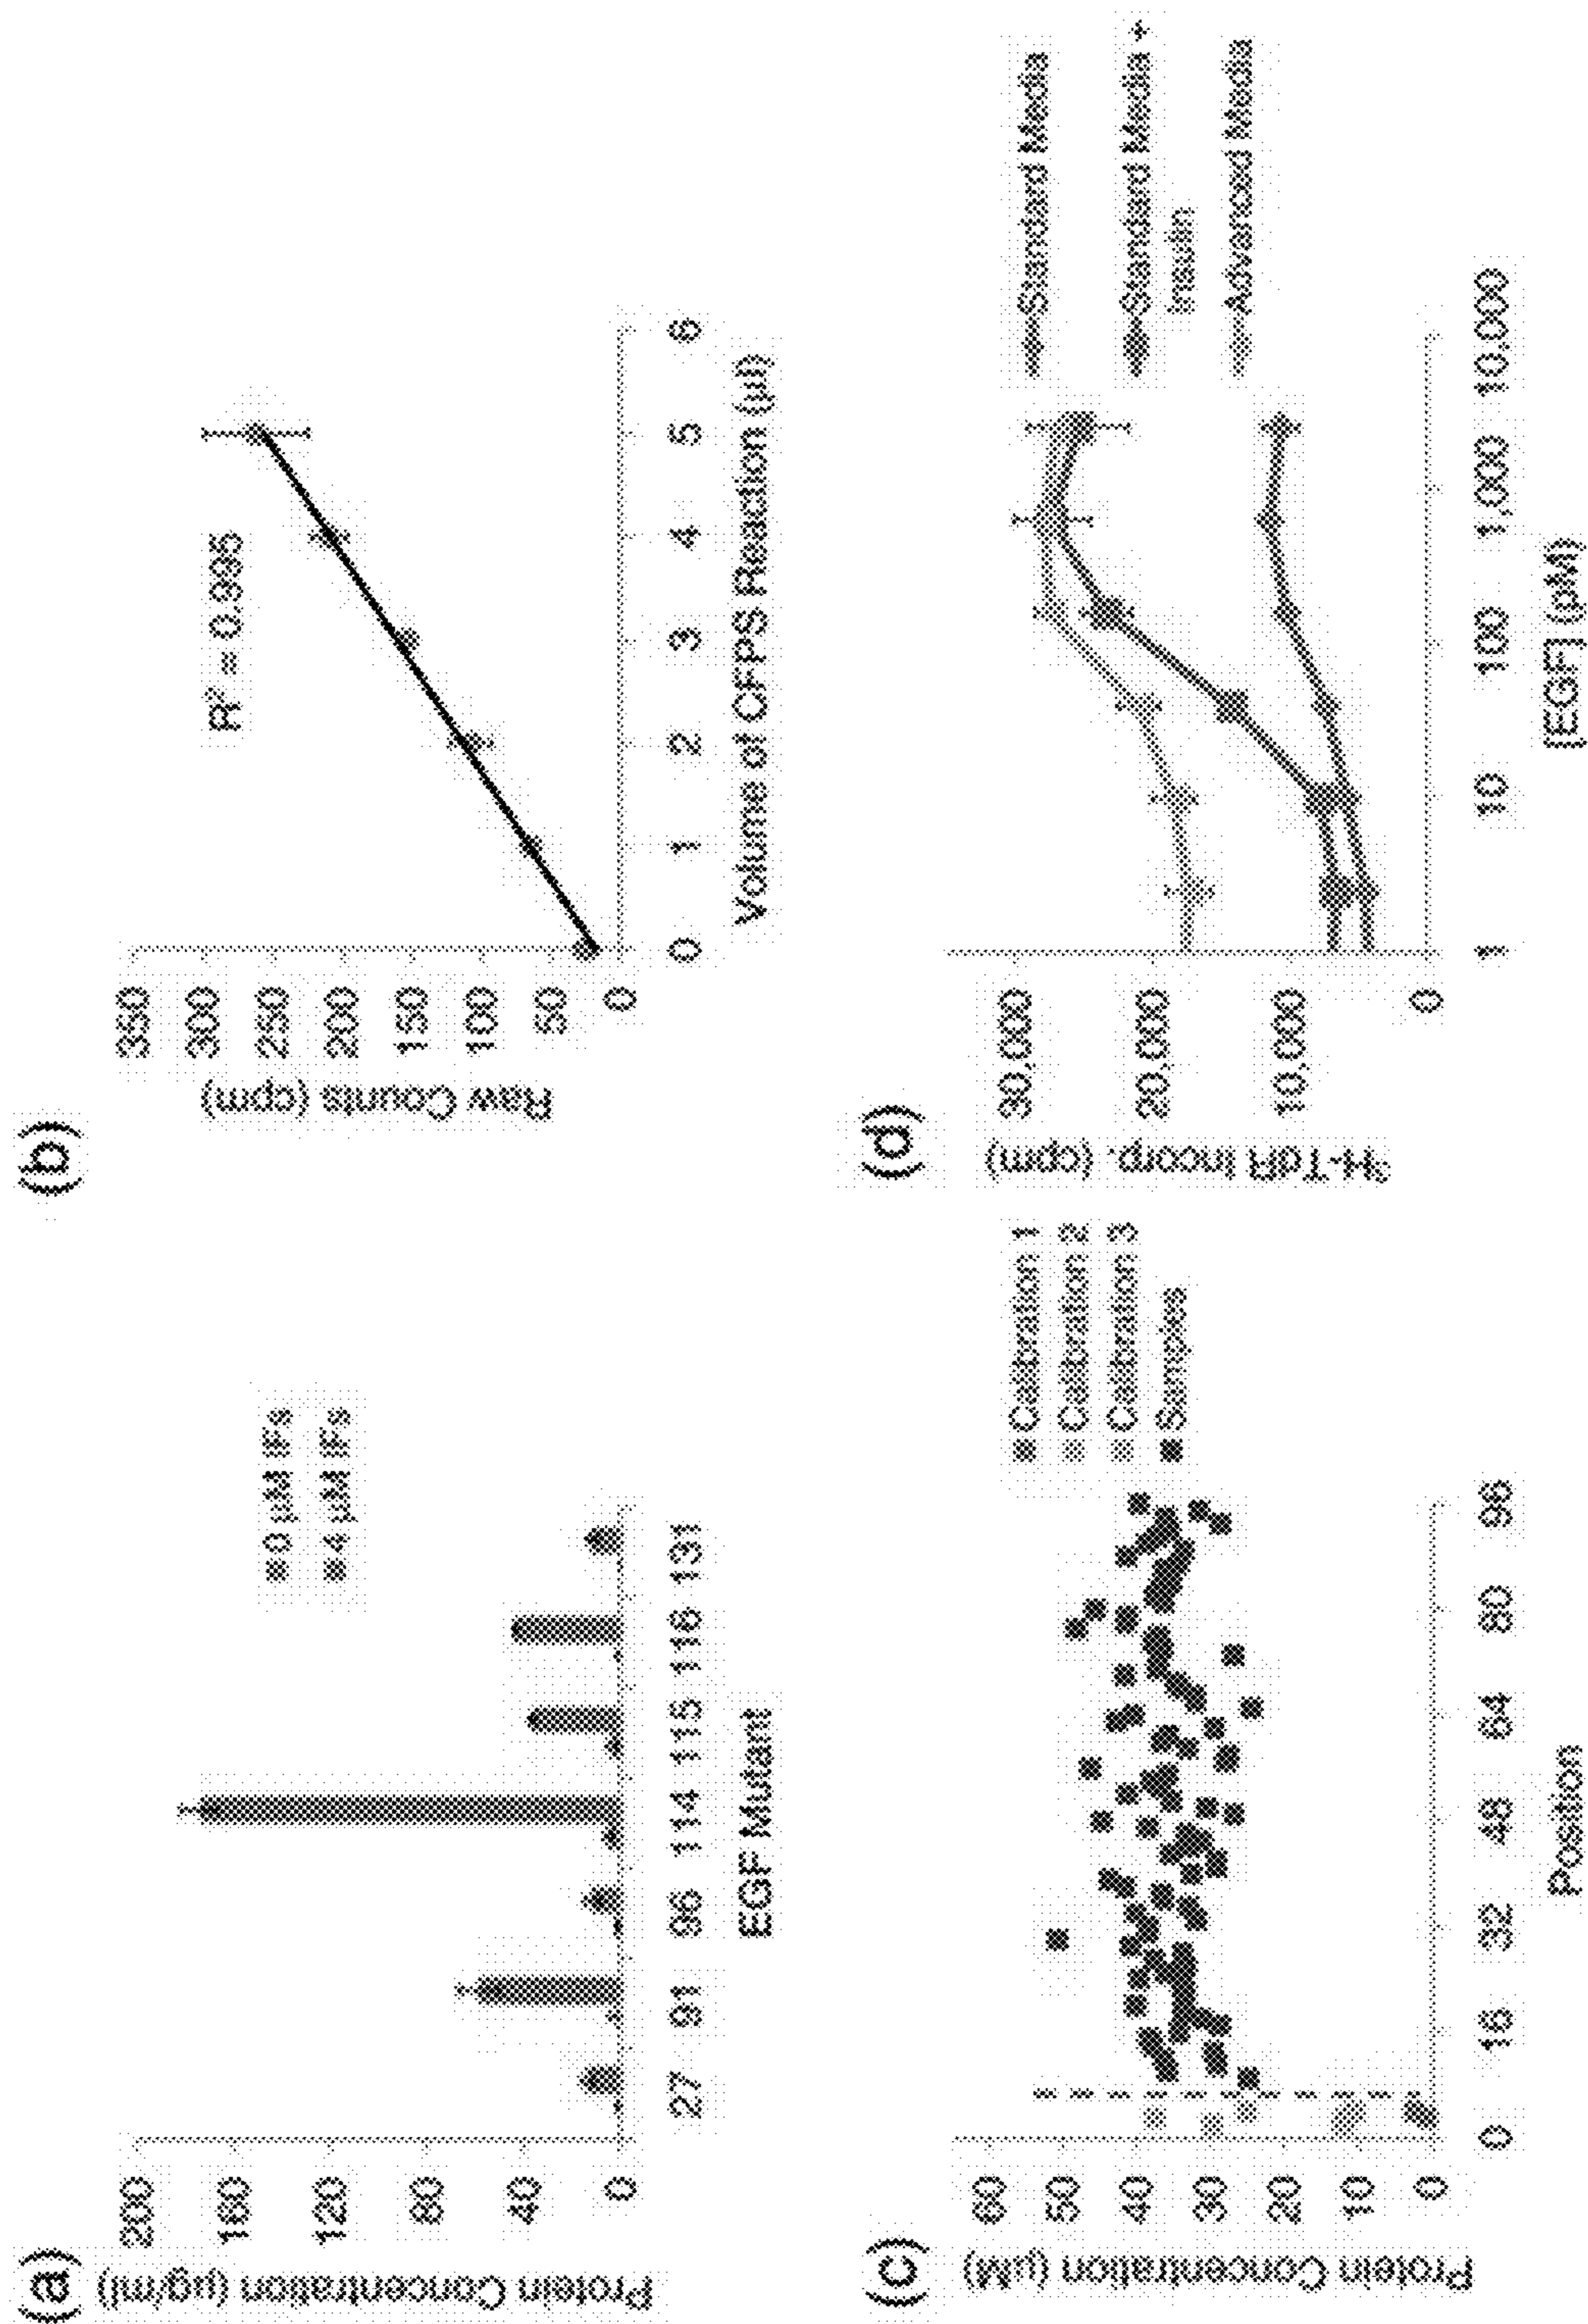 (a)
Protein Concentration (µg/ml)
200
160
120
80
40
0
27 91 96 114 115 116 131
EGF Mutant
0 µM IFs
4 µM IFs
(b)
Raw Counts (cpm)
350
300
250
200
150
100
50
0
0 1 2 3 4 5 6
Volume of CFPS Reaction (µl)
R² = 0.995
(c)
Protein Concentration (µM)
60
50
40
30
20
10
0
0 16 32 48 64 80 96
Position
Calibration 1
Calibration 2
Calibration 3
Samples
(d)
³H-TdR Incorp. (cpm)
30,000
20,000
10,000
0
1 10 100 1,000 10,000
[EGF] (pM)
Standard Media
Standard Media +
Insulin
Advanced Media